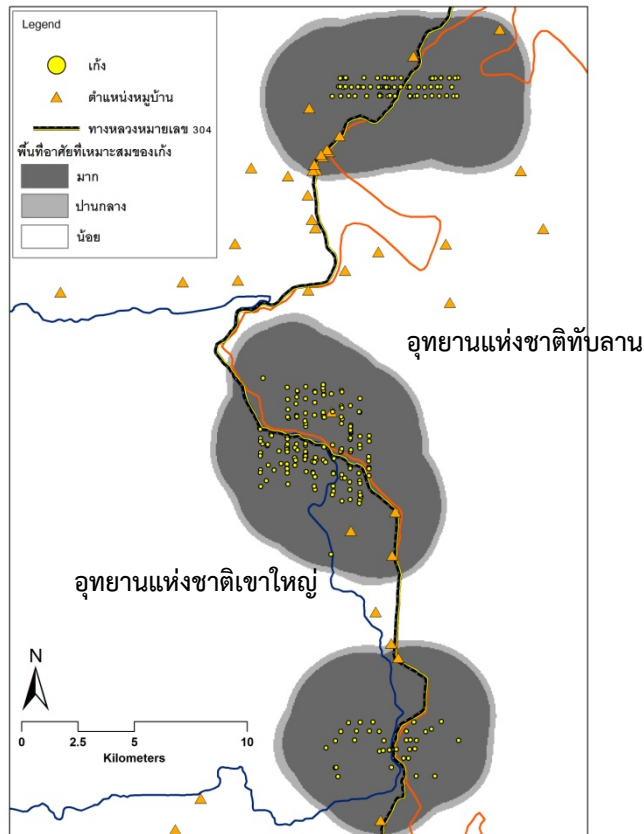 Legend
เก้ง
ตำแหน่งหมู่บ้าน
ทางหลวงหมายเลข 304
พื้นที่อาศัยที่เหมาะสมของเก้ง
มาก
ปานกลาง
น้อย
อุทยานแห่งชาติทับลาน
อุทยานแห่งชาติเขาใหญ่
N
0 2.5 5 10
Kilometers